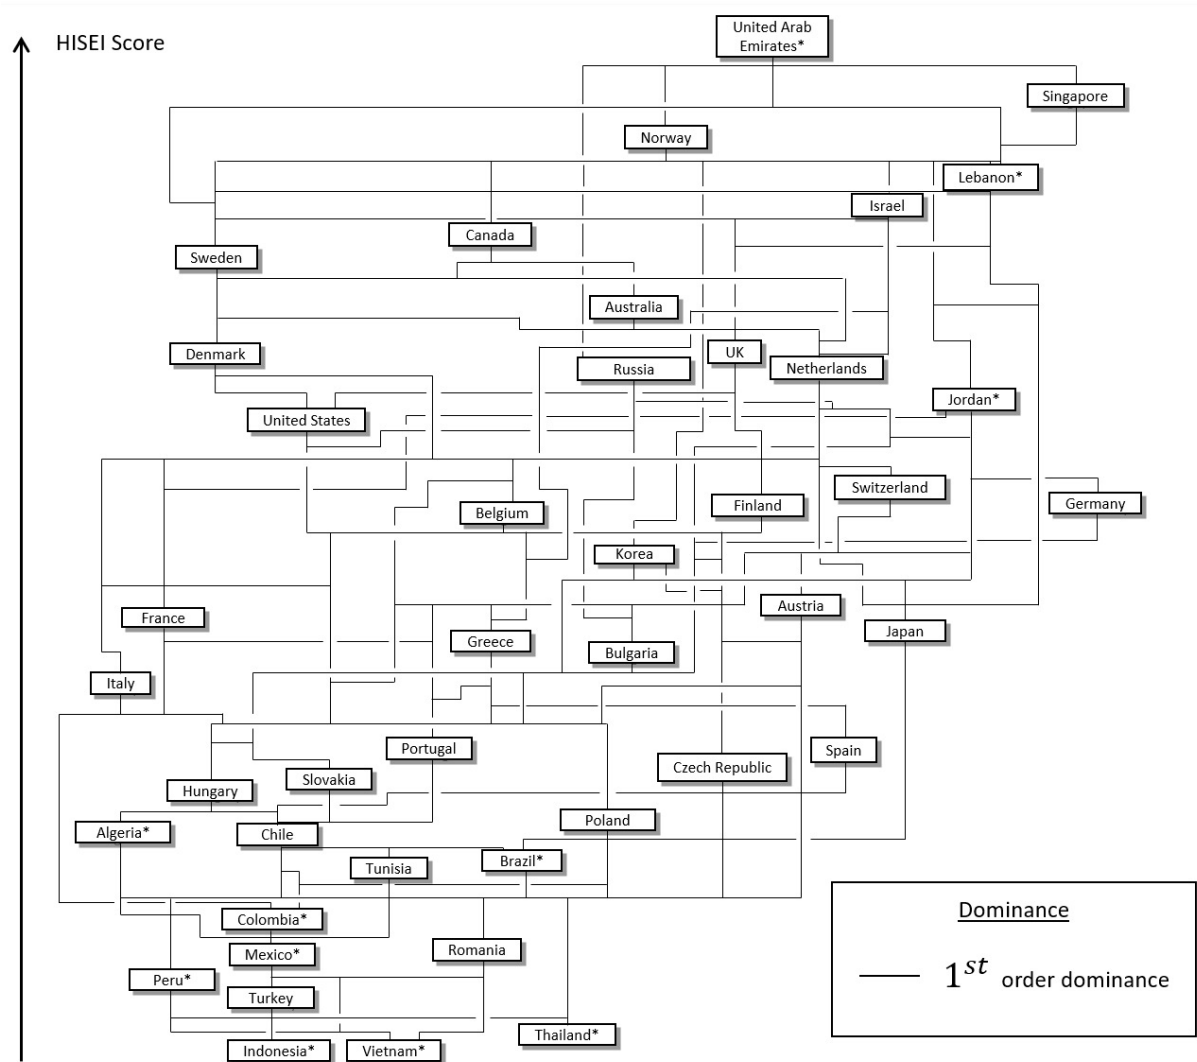 United Arab
Emirates*
HISEI Score
Singapore
Norway
Lebanon*
Israel
Canada
Sweden
Australia
UK
Denmark
Russia
Netherlands
Jordan*
United States
Switzerland
Finland
Germany
Belgium
Korea
Austria
France
Japan
Greece
Bulgaria
Italy
Portugal
Spain
Czech Republic
Slovakia
Hungary
Poland
Algeria*
Chile
Brazil*
Tunisia
Dominance
Colombia*
Romania
Mexico*
Peru*
1st order dominance
Turkey
Thailand*
Indonesia*
Vietnam*